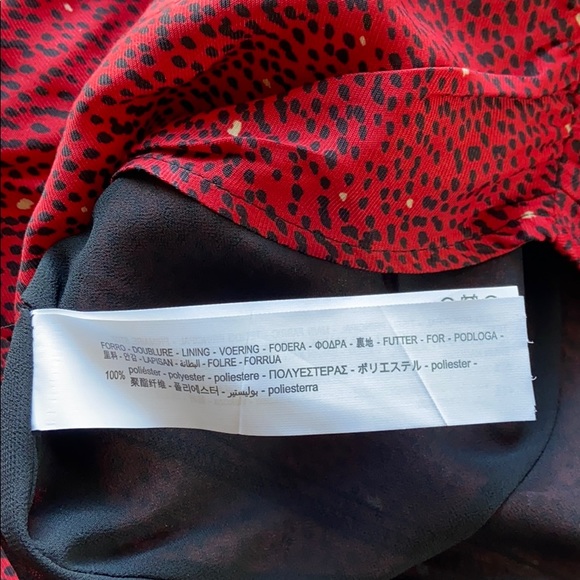 FORRO - DOUBLURE - LINING - VOERING - FODERA - ΦΟΔΡΑ - 裏地 - FUTTER - FOR - PODLOGA -
里料 - 안감 - LAPISAN - البطانة - FOLRE - FORRUA
100% poliéster - polyester - poliestere - ΠΟΛΥΕΣΤΕΡΑΣ - ポリエステル - poliester -
聚酯纤维 - 폴리에스터 - بوليستير - poliesterra